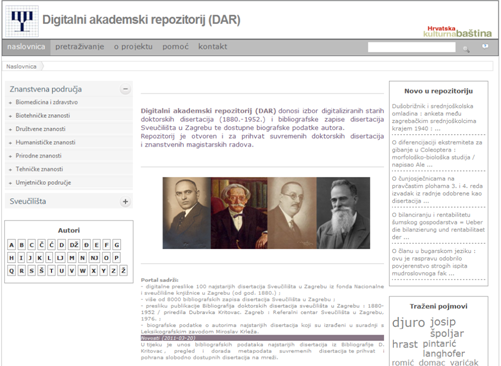 Digitalni akademski repozitorij (DAR)
Hrvatska
kulturnabaština
naslovnica pretraživanje o projektu pomoć kontakt
Naslovnica
Znanstvena područja
Biomedicina i zdravstvo
Biotehničke znanosti
Društvene znanosti
Humanističke znanosti
Prirodne znanosti
Tehničke znanosti
Umjetničko područje
Sveučilišta
Autori
A B C Č Ć D DŽ Đ E F G
H I J K L LJ M N NJ O P
Q R S Š T U V W X Y Z Ž
Digitalni akademski repozitorij (DAR) donosi izbor digitaliziranih starih
doktorskih disertacija (1880.-1952.) i bibliografske zapise disertacija
Sveučilišta u Zagrebu te dostupne biografske podatke autora.
Repozitorij je otvoren i za prihvat suvremenih doktorskih disertacija
i znanstvenih magistarskih radova.
Portal sadrži:
- digitalne preslike 100 najstarijih disertacija Sveučilišta u Zagrebu iz fonda Nacionalne
i sveučilišne knjižnice u Zagrebu (od god. 1880.) ;
- više od 8000 bibliografskih zapisa disertacija Sveučilišta u Zagrebu ;
- presliku publikacije Bibliografija doktorskih disertacija sveučilišta u Zagrebu : 1880-
1952 / priredila Dubravka Kritovac. Zagreb : Referalni centar Sveučilišta u Zagrebu,
1976. ;
- biografske podatke o autorima najstarijih disertacija koji su izrađeni u suradnji s
Leksikografskim zavodom Miroslav Krleža.
Novosti (2011-03-20)
U tijeku je unos bibliografskih podataka najstarijih disertacija iz Bibliografije D.
Kritovac, pregled i dorada metapodataka suvremenih disertacija te prihvat i
pohrana slobodno dostupnih disertacija na mreži.
Novo u repozitoriju
Dušobrižnik i srednjoškolska
omladina : anketa među
zagrebačkim srednjoškolcima
krajem 1940 : ...
O diferencijaciji ekstremiteta za
gibanje u Coleoptera :
morfološko-biološka studija /
napisao Ale ...
O žunjosječnicama na
pravčastim plohama 3. i 4. reda
izvadak iz radnje odobrene kao
disertacija ...
O bilanciranju i rentabilitetu
šumskog gospodarstva = Ueber
die bilanzierung und rentabilitaet
der ...
O članu u bugarskom jeziku :
ovu je raspravu odobrilo
povjerenstvo strogih ispita
mudroslovnoga fak ...
Traženi pojmovi
djuro josip
špoljar
hrast pintarić
langhofer
romić domac varićak